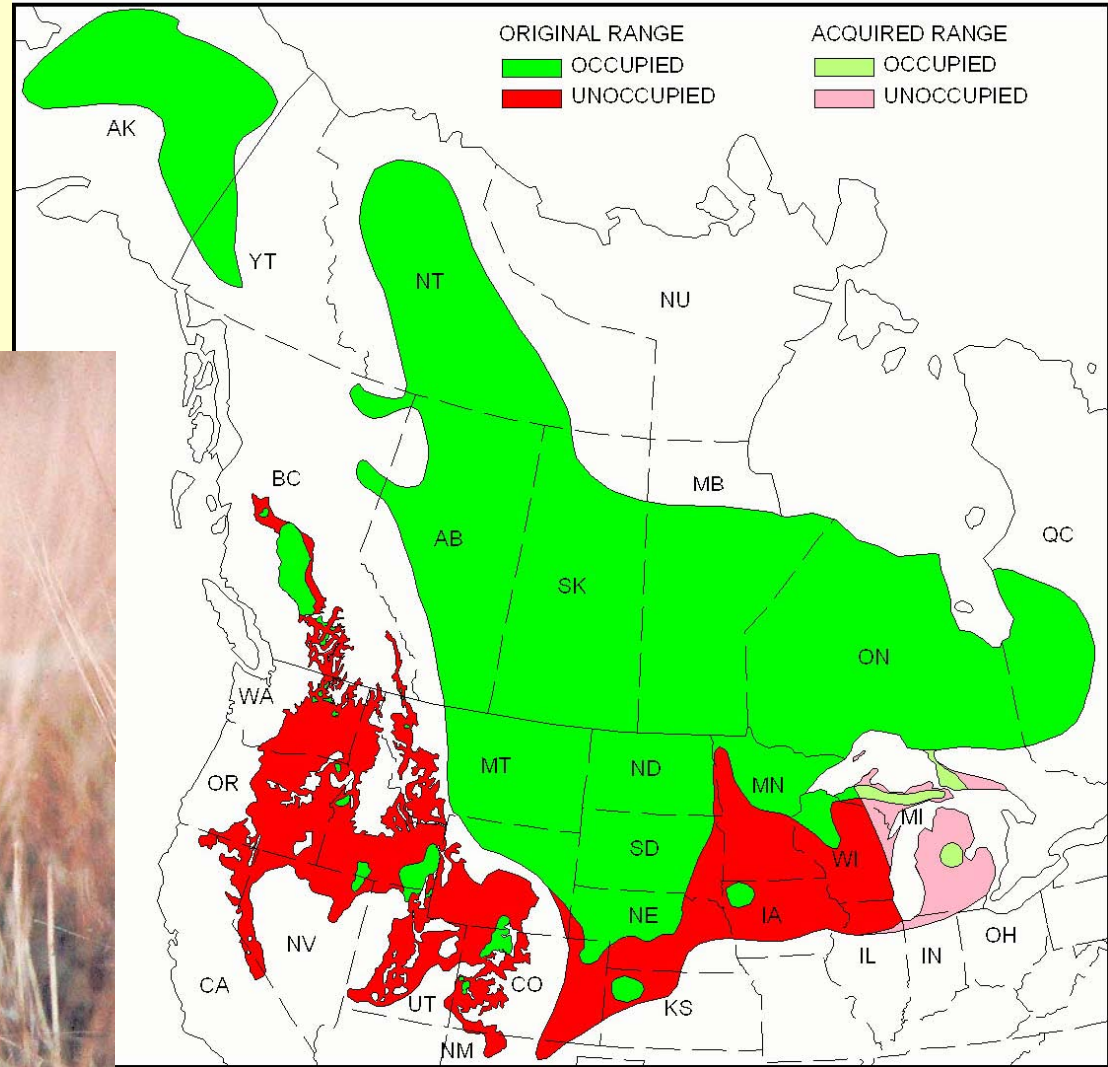 ORIGINAL RANGE
OCCUPIED
UNOCCUPIED
ACQUIRED RANGE
OCCUPIED
UNOCCUPIED
AK
YT
NT
NU
BC
AB
SK
MB
ON
QC
WA
OR
MT
ND
MN
MI
SD
WI
NE
IA
NV
CA
UT
CO
KS
IL
IN
OH
NM